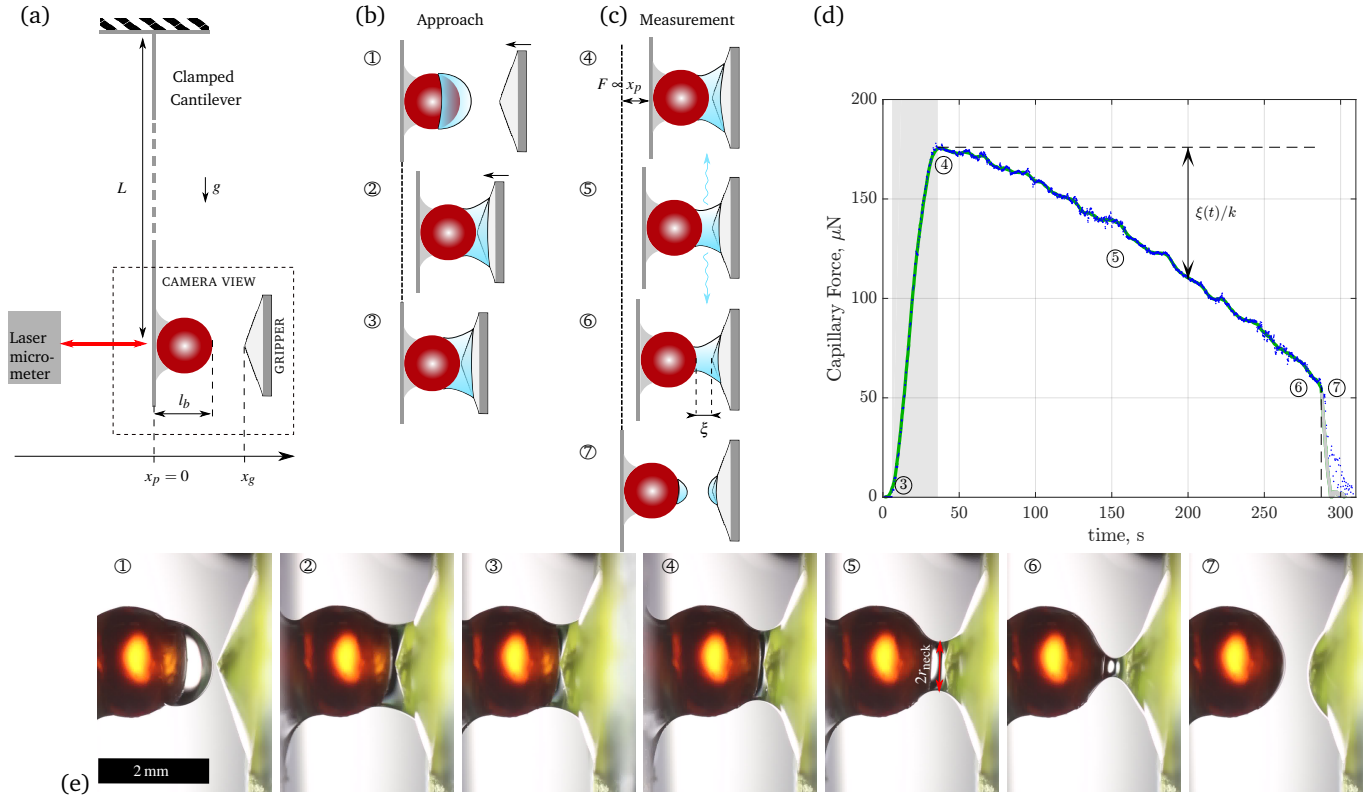 (a)
Clamped
Cantilever
L
g
CAMERA VIEW
Laser
micro-
meter
GRIPPER
l_b
x_p = 0
x_g
(b)
Approach
①
②
③
(c)
Measurement
④
F ∝ x_p
⑤
⑥
ξ
⑦
(d)
Capillary Force, μN
200
150
100
50
0
0
50
100
150
200
250
300
time, s
③
④
⑤
⑥
⑦
ξ(t)/k
①
②
③
④
⑤
⑥
⑦
2r_neck
2 mm
(e)